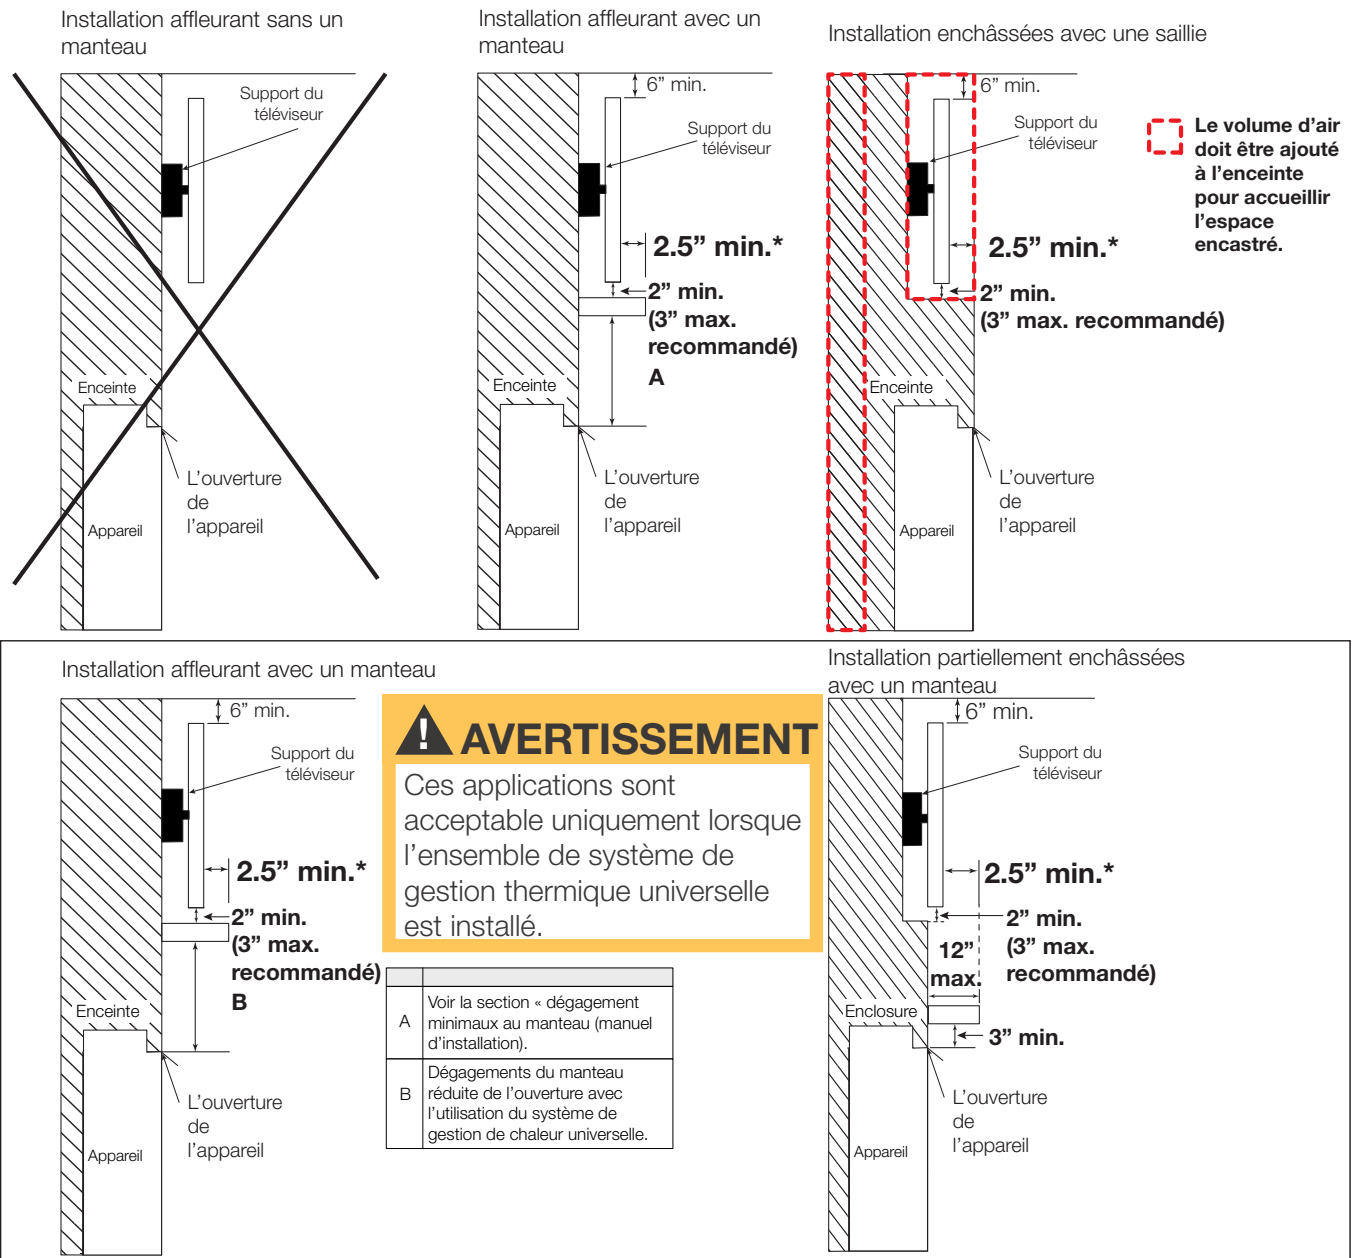 Installation affleurant sans un
manteau
Support du
téléviseur
Enceinte
L'ouverture
de
l'appareil
Appareil
Installation affleurant avec un
manteau
6” min.
Support du
téléviseur
2.5” min.*
2” min.
(3” max.
recommandé)
A
Enceinte
L'ouverture
de
l'appareil
Appareil
Installation enchâssées avec une saillie
6” min.
Support du
téléviseur
2.5” min.*
2” min.
(3” max. recommandé)
Enceinte
L'ouverture
de
l'appareil
Appareil
Le volume d'air
doit être ajouté
à l'enceinte
pour accueillir
l'espace
encastré.
Installation affleurant avec un manteau
6” min.
Support du
téléviseur
2.5” min.*
2” min.
(3” max.
recommandé)
B
Enceinte
L'ouverture
de
l'appareil
Appareil
! AVERTISSEMENT
Ces applications sont
acceptable uniquement lorsque
l'ensemble de système de
gestion thermique universelle
est installé.
A
Voir la section « dégagement
minimaux au manteau (manuel
d'installation).
B
Dégagements du manteau
réduite de l'ouverture avec
l'utilisation du système de
gestion de chaleur universelle.
Installation partiellement enchâssées
avec un manteau
6” min.
Support du
téléviseur
2.5” min.*
2” min.
(3” max.
recommandé)
12”
max.
Enclosure
3” min.
L'ouverture
de
l'appareil
Appareil